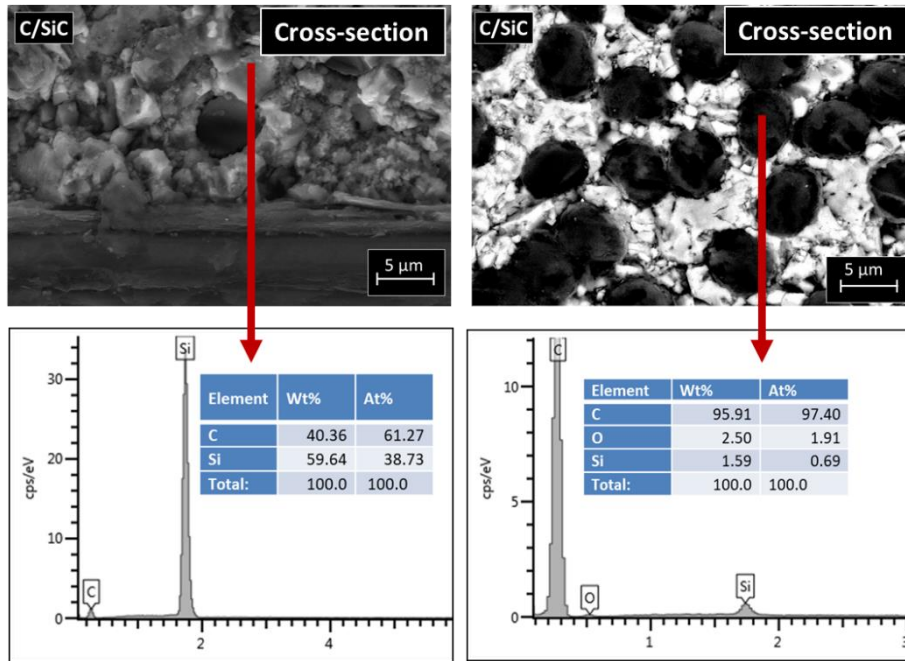 C/SiC
Cross-section
5 µm
C/SiC
Cross-section
5 µm
30
20
10
0
cps/eV
C
Si
2
4
Element Wt% At%
C 40.36 61.27
Si 59.64 38.73
Total: 100.0 100.0
10
5
0
cps/eV
C
O
Si
1
2
3
Element Wt% At%
C 95.91 97.40
O 2.50 1.91
Si 1.59 0.69
Total: 100.0 100.0